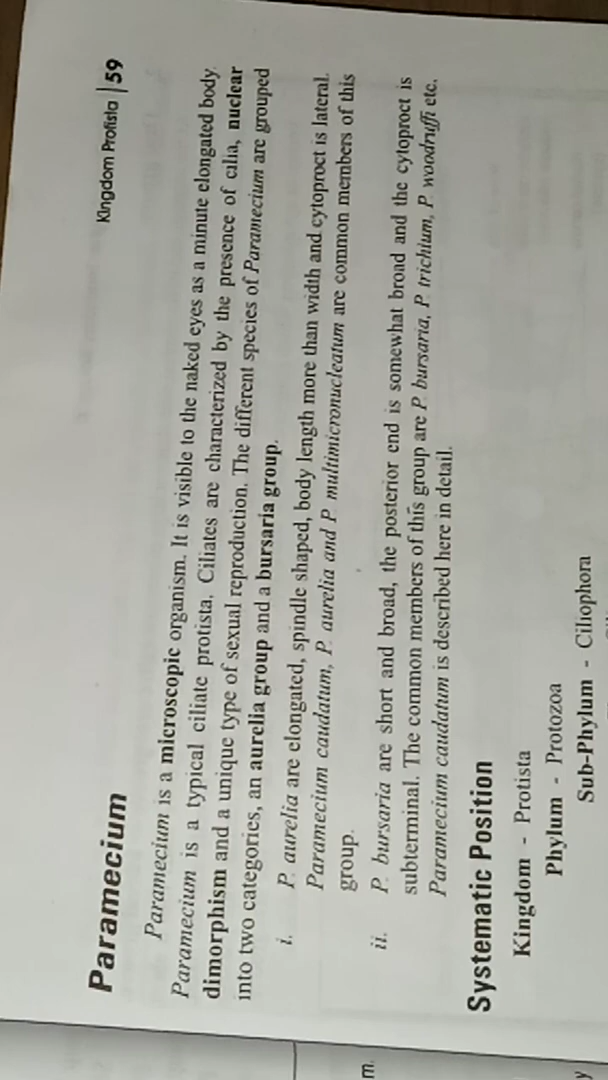 Kingdom Protista | 59
Paramecium
Paramecium is a microscopic organism. It is visible to the naked eyes as a minute elongated body.
Paramecium is a typical ciliate protista. Ciliates are characterized by the presence of cilia, nuclear
dimorphism and a unique type of sexual reproduction. The different species of Paramecium are grouped
into two categories, an aurelia group and a bursaria group.
i. P. aurelia are elongated, spindle shaped, body length more than width and cytoproct is lateral.
Paramecium caudatum, P. aurelia and P. multimicronucleatum are common members of this
group.
ii. P. bursaria are short and broad, the posterior end is somewhat broad and the cytoproct is
subterminal. The common members of this group are P. bursaria, P. trichium, P. woodruffi etc.
Paramecium caudatum is described here in detail.
Systematic Position
Kingdom - Protista
Phylum - Protozoa
Sub-Phylum - Ciliophora
m.
y